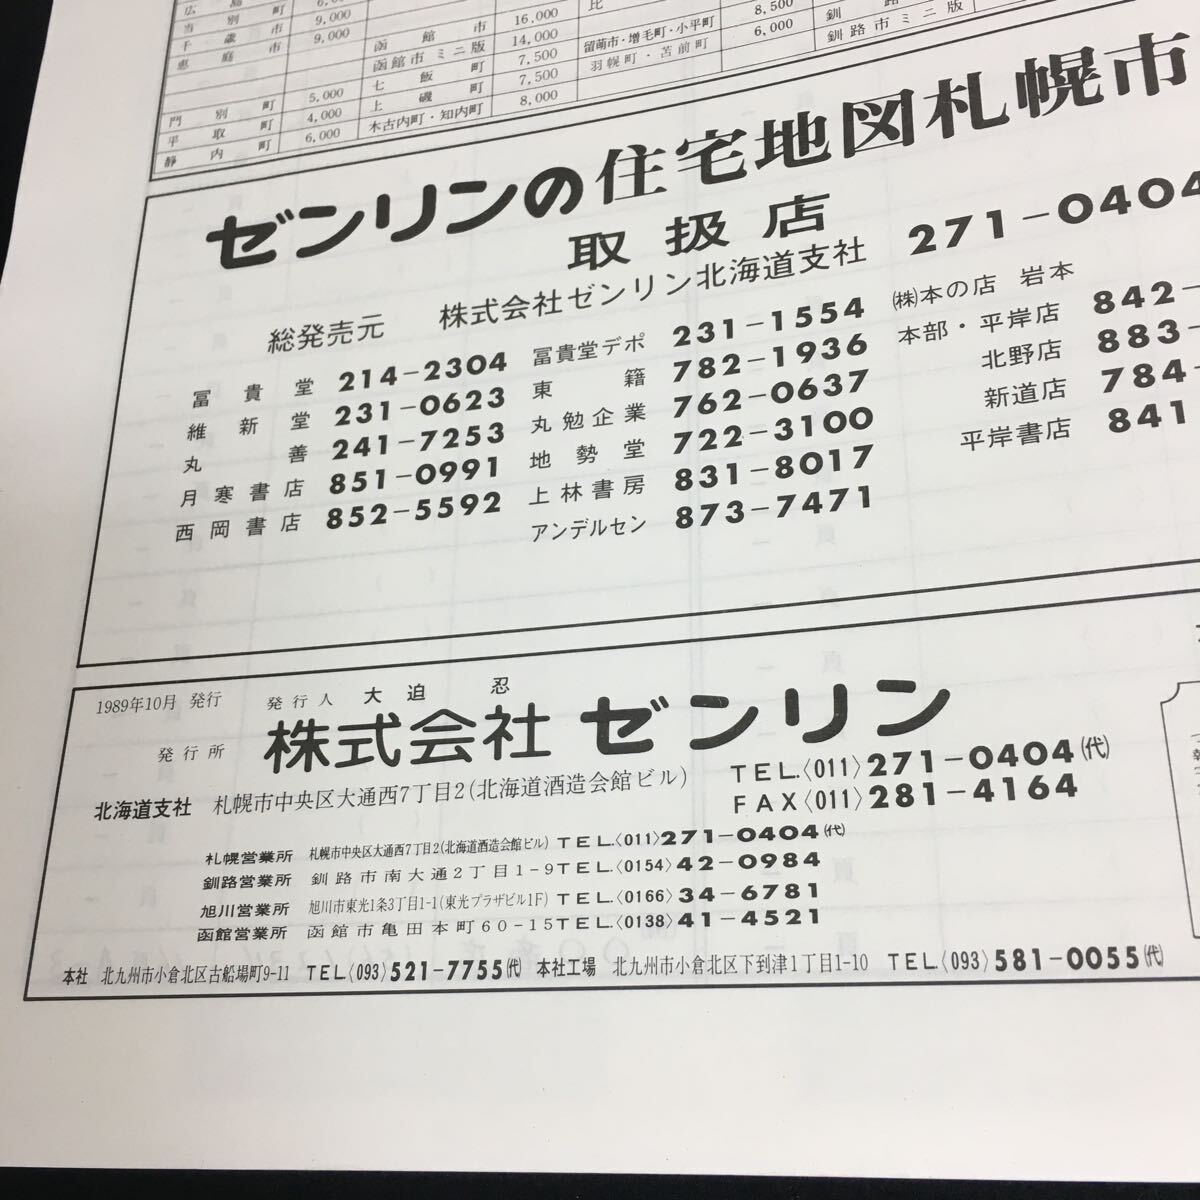 広島
当別町 9,000
千歳市 9,000
恵庭市
門別町 5,000
平取町 4,000
静内町 6,000
函館市 16,000
函館市ミニ版 14,000
七飯町 7,500
上磯町 7,500
木古内町・知内町 8,000
比
留萌市・増毛町・小平町 8,500
羽幌町・苫前町 6,000
釧路
釧路市ミニ版
ゼンリンの住宅地図札幌市
取扱店
総発売元 株式会社ゼンリン北海道支社 271-0404
冨貴堂 214-2304
維新堂 231-0623
丸善 241-7253
月寒書店 851-0991
西岡書店 852-5592
冨貴堂デポ 231-1554
東籍 782-1936
丸勉企業 762-0637
地勢堂 722-3100
上林書房 831-8017
アンデルセン 873-7471
㈱本の店 岩本
本部・平岸店 842-
北野店 883-
新道店 784-
平岸書店 841
1989年10月 発行 発行人 大迫 忍
発行所 株式会社 ゼンリン
北海道支社 札幌市中央区大通西7丁目2(北海道酒造会館ビル) TEL.〈011〉271-0404㈹
FAX〈011〉281-4164
札幌営業所 札幌市中央区大通西7丁目2(北海道酒造会館ビル) TEL.〈011〉271-0404㈹
釧路営業所 釧路市南大通2丁目1-9 TEL.〈0154〉42-0984
旭川営業所 旭川市東光1条3丁目1-1(東光プラザビル1F) TEL.〈0166〉34-6781
函館営業所 函館市亀田本町60-15 TEL.〈0138〉41-4521
本社 北九州市小倉北区古船場町9-11 TEL.〈093〉521-7755㈹ 本社工場 北九州市小倉北区下到津1丁目1-10 TEL.〈093〉581-0055㈹